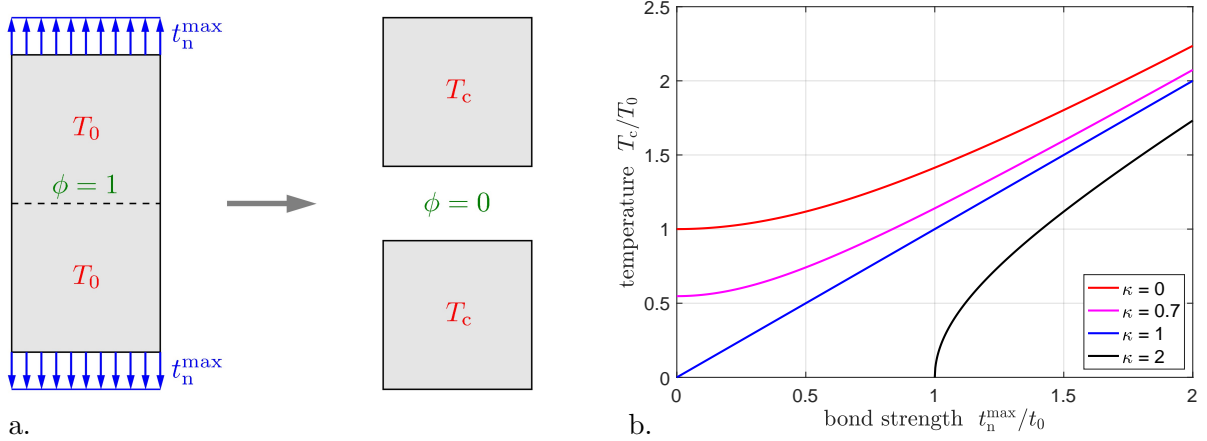 t_n^max
T_0
ϕ = 1
T_0
t_n^max
a.
T_c
ϕ = 0
T_c
temperature T_c/T_0
2.5
2
1.5
1
0.5
0
0
0.5
1
1.5
2
bond strength t_n^max/t_0
κ = 0
κ = 0.7
κ = 1
κ = 2
b.